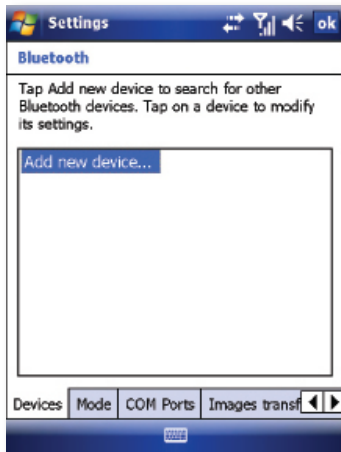 Settings
ok
Bluetooth
Tap Add new device to search for other
Bluetooth devices. Tap on a device to modify
its settings.
Add new device...
Devices
Mode
COM Ports
Images transf